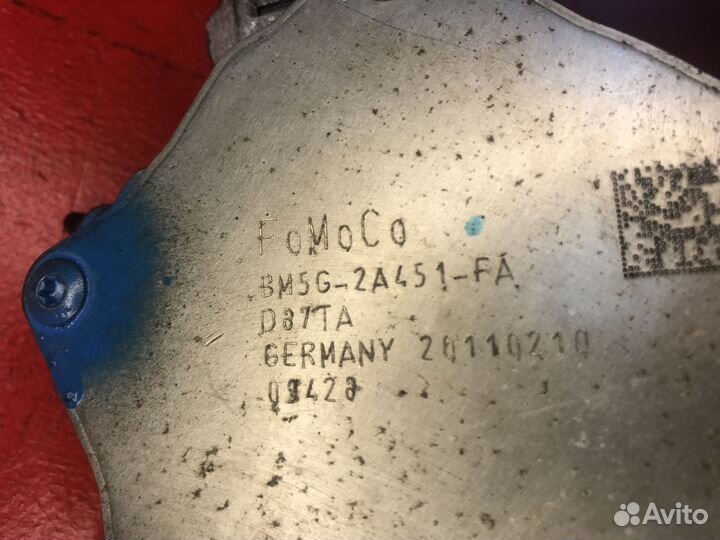 FoMoCo
BM5G-2A451-FA
D87TA
GERMANY 20110210
Avito